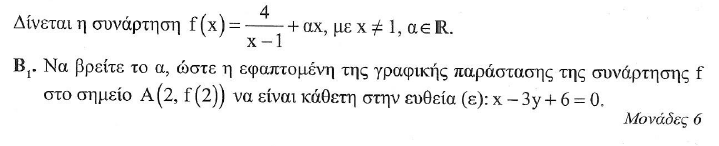 Δίνεται η συνάρτηση f(x) = 4/(x − 1) + αx, με x ≠ 1, α ∈ ℝ.
Β₁. Να βρείτε το α, ώστε η εφαπτομένη της γραφικής παράστασης της συνάρτησης f
στο σημείο Α(2, f(2)) να είναι κάθετη στην ευθεία (ε): x − 3y + 6 = 0.
Μονάδες 6